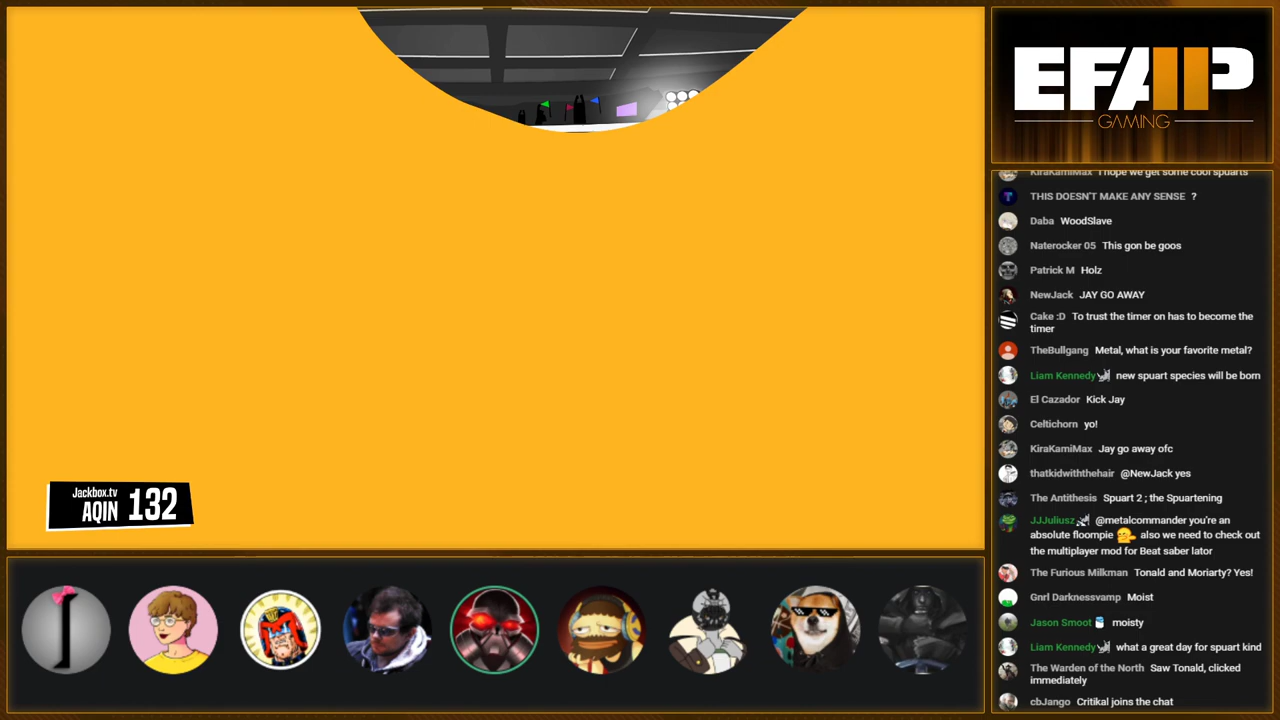 EFAP
GAMING
KiraKamiMax I hope we get some cool spuarts
THIS DOESN'T MAKE ANY SENSE ?
Daba WoodSlave
Naterocker 05 This gon be goos
Patrick M Holz
NewJack JAY GO AWAY
Cake :D To trust the timer on has to become the
timer
TheBullgang Metal, what is your favorite metal?
Liam Kennedy new spuart species will be born
El Cazador Kick Jay
Celtichorn yo!
KiraKamiMax Jay go away ofc
thatkidwiththehair @NewJack yes
The Antithesis Spuart 2 ; the Spuartening
JJJuliusz @metalcommander you're an
absolute floompie also we need to check out
the multiplayer mod for Beat saber lator
The Furious Milkman Tonald and Moriarty? Yes!
Gnrl Darknessvamp Moist
Jason Smoot moisty
Liam Kennedy what a great day for spuart kind
The Warden of the North Saw Tonald, clicked
immediately
cbJango Critikal joins the chat
Jackbox.tv
AQIN 132